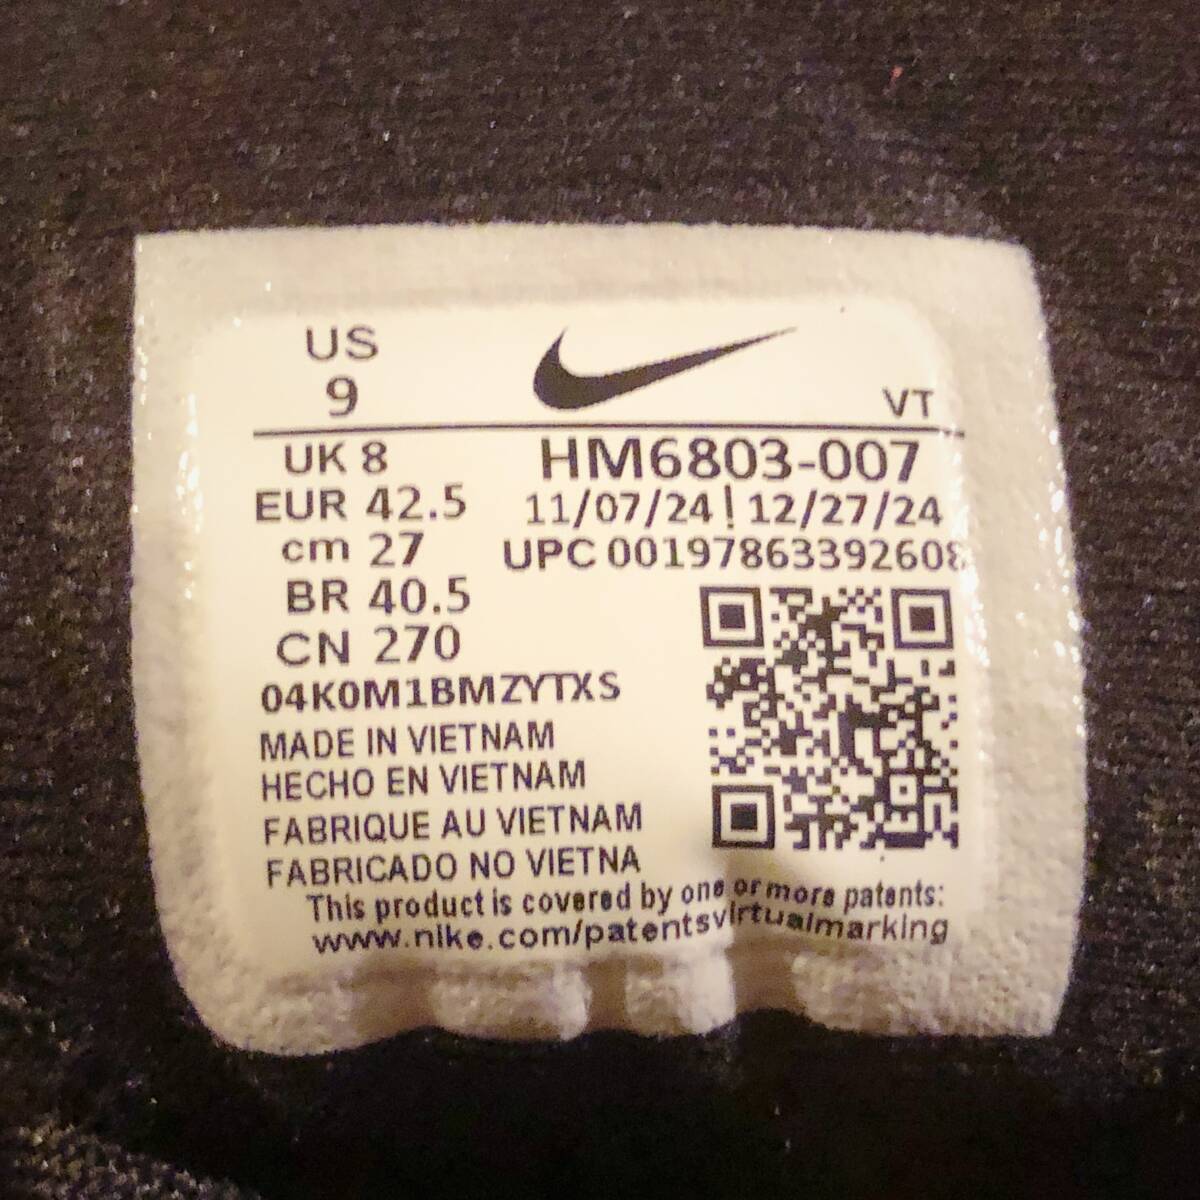 US
9
VT
UK 8
HM6803-007
EUR 42.5
11/07/24 | 12/27/24
cm 27
UPC 00197863392608
BR 40.5
CN 270
04K0M1BMZYTXS
MADE IN VIETNAM
HECHO EN VIETNAM
FABRIQUE AU VIETNAM
FABRICADO NO VIETNA
This product is covered by one or more patents:
www.nike.com/patentsvirtualmarking